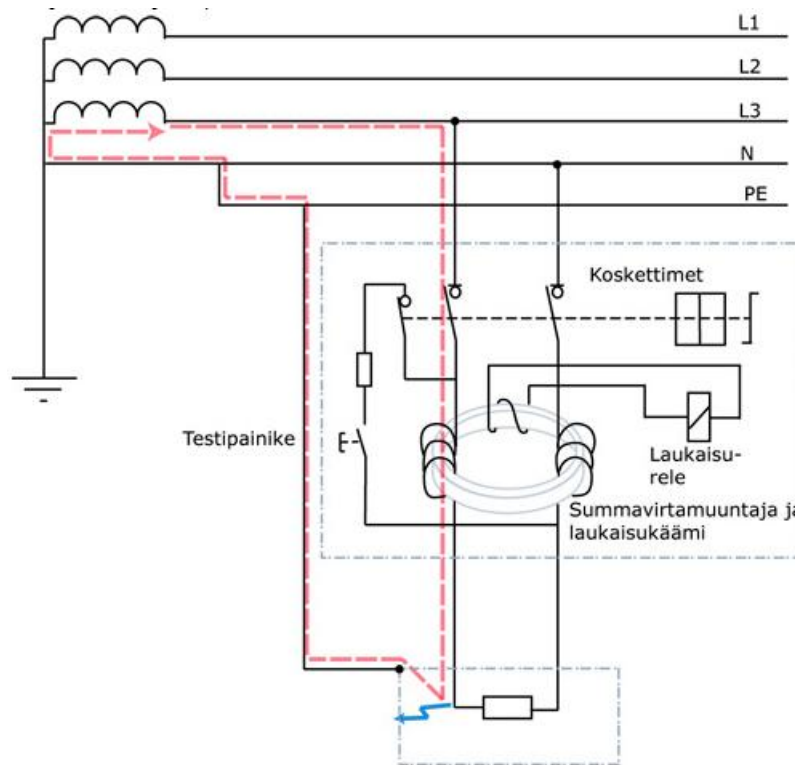 L1
L2
L3
N
PE
Koskettimet
Testipainike
Laukaisu-
rele
Summavirtamuuntaja ja
laukaisukäämi